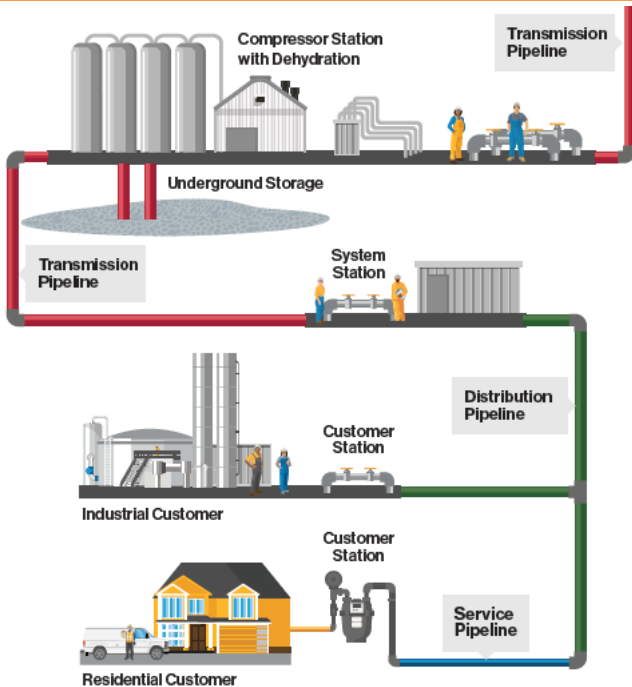 Compressor Station
with Dehydration
Transmission
Pipeline
Underground Storage
Transmission
Pipeline
System
Station
Distribution
Pipeline
Customer
Station
Industrial Customer
Customer
Station
Service
Pipeline
Residential Customer